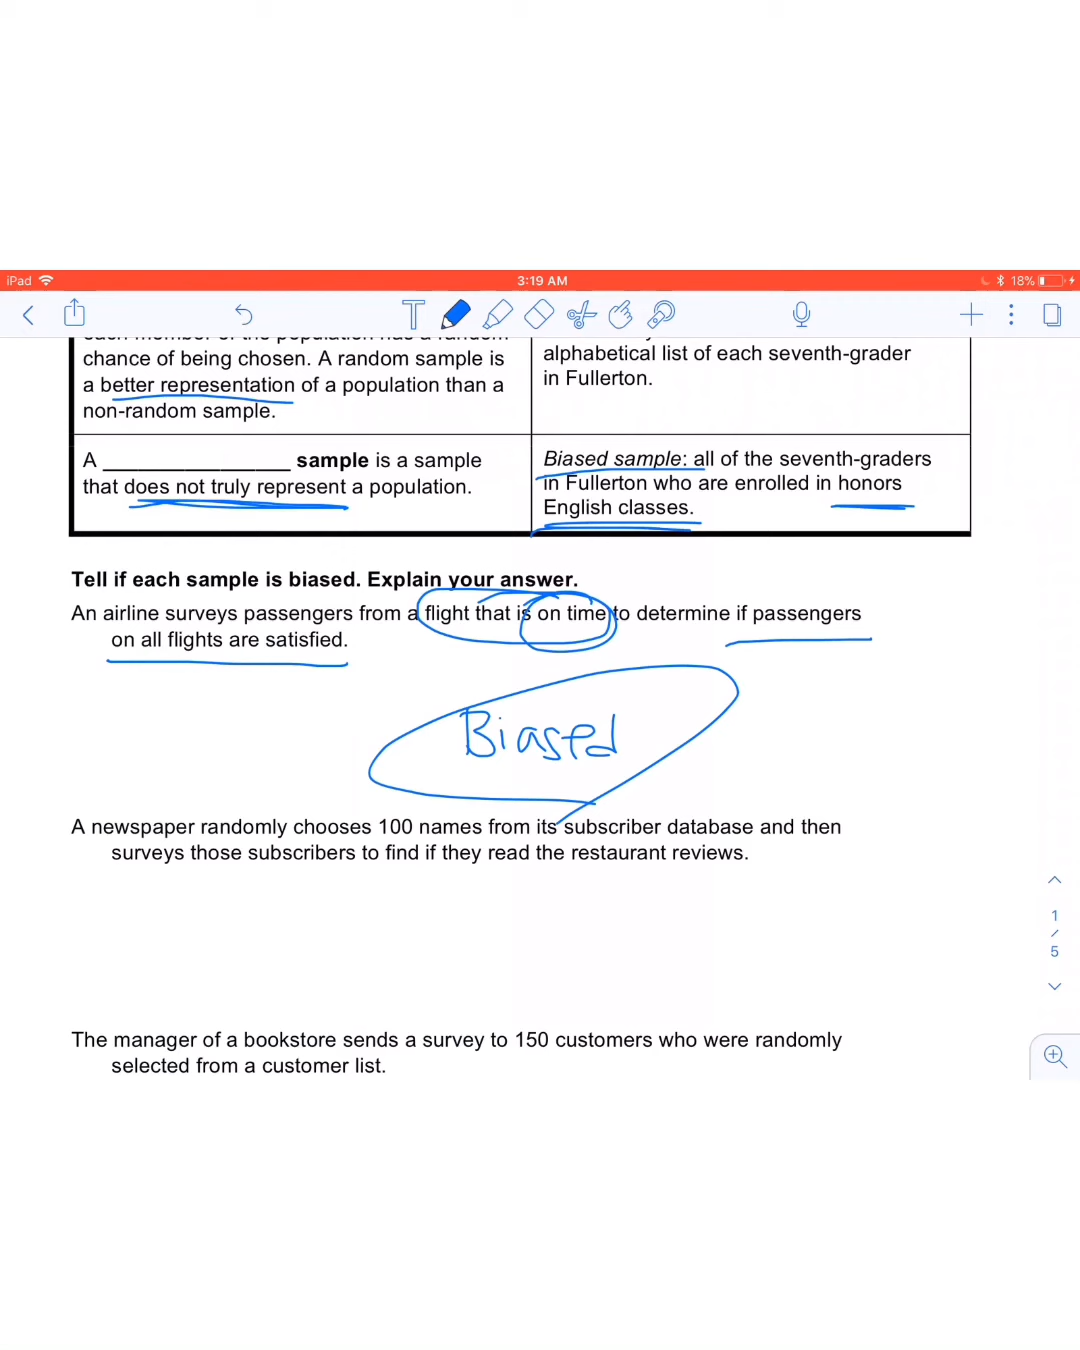 iPad
3:19 AM
18%
chance of being chosen. A random sample is
a better representation of a population than a
non-random sample.
alphabetical list of each seventh-grader
in Fullerton.
A ________________ sample is a sample
that does not truly represent a population.
Biased sample: all of the seventh-graders
in Fullerton who are enrolled in honors
English classes.
Tell if each sample is biased. Explain your answer.
An airline surveys passengers from a flight that is on time to determine if passengers
on all flights are satisfied.
Biased
A newspaper randomly chooses 100 names from its subscriber database and then
surveys those subscribers to find if they read the restaurant reviews.
The manager of a bookstore sends a survey to 150 customers who were randomly
selected from a customer list.
1
/
5